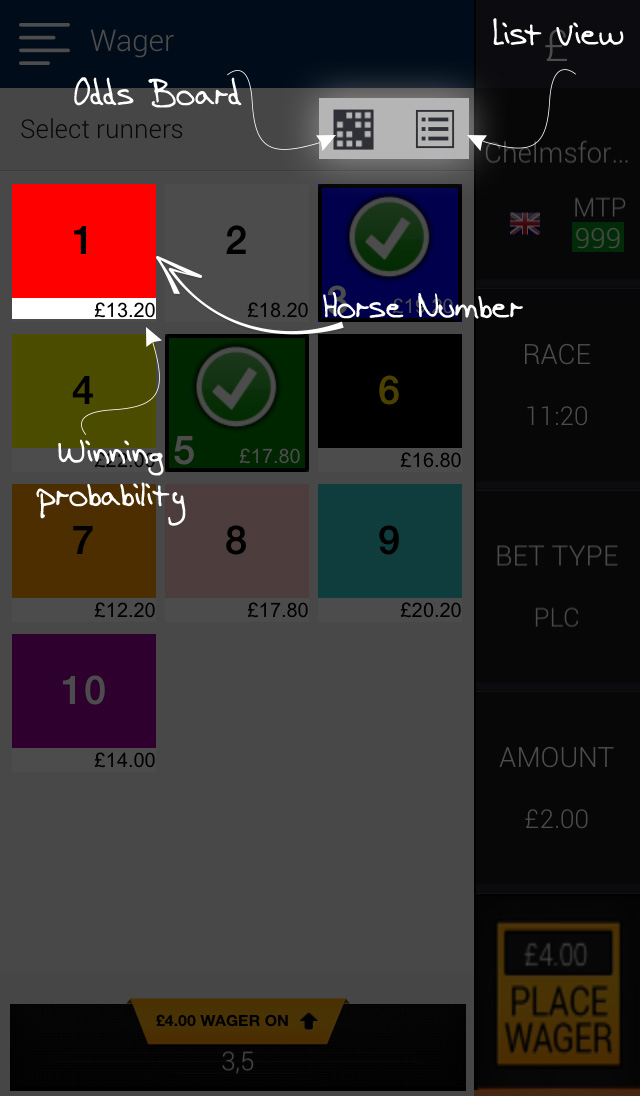 Wager
£
List View
Odds Board
Select runners
Chelmsfor...
MTP
999
1
£13.20
2
£18.20
3
£19.20
Horse Number
RACE
11:20
4
£22.00
5
£17.80
6
£16.80
Winning
probability
BET TYPE
PLC
7
£12.20
8
£17.80
9
£20.20
10
£14.00
AMOUNT
£2.00
£4.00
PLACE
WAGER
£4.00 WAGER ON
3,5